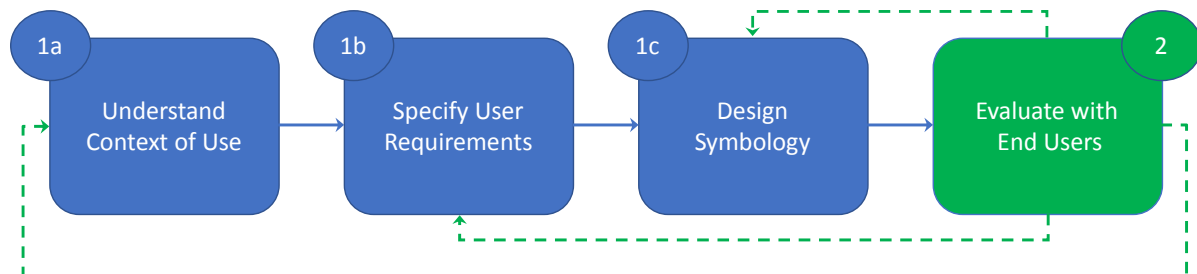 1a
1b
1c
2
Understand
Context of Use
Specify User
Requirements
Design
Symbology
Evaluate with
End Users